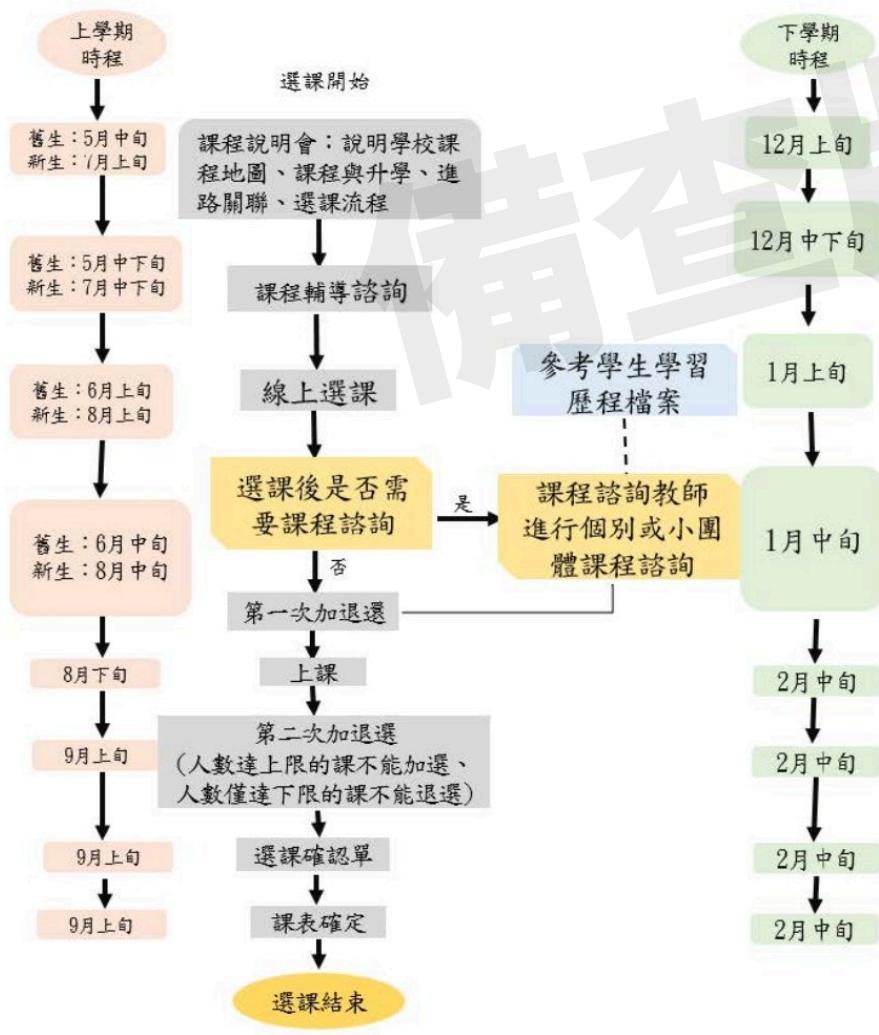 上學期
時程
舊生：5月中旬
新生：7月上旬
舊生：5月中下旬
新生：7月中下旬
舊生：6月上旬
新生：8月上旬
舊生：6月中旬
新生：8月中旬
8月下旬
9月上旬
9月上旬
9月上旬
選課開始
課程說明會：說明學校課
程地圖、課程與升學、進
路關聯、選課流程
課程輔導諮詢
線上選課
選課後是否需
要課程諮詢
是
否
參考學生學習
歷程檔案
課程諮詢教師
進行個別或小團
體課程諮詢
第一次加退選
上課
第二次加退選
(人數達上限的課不能加選、
人數僅達下限的課不能退選)
選課確認單
課表確定
選課結束
下學期
時程
12月上旬
12月中下旬
1月上旬
1月中旬
2月中旬
2月中旬
2月中旬
2月中旬
備查